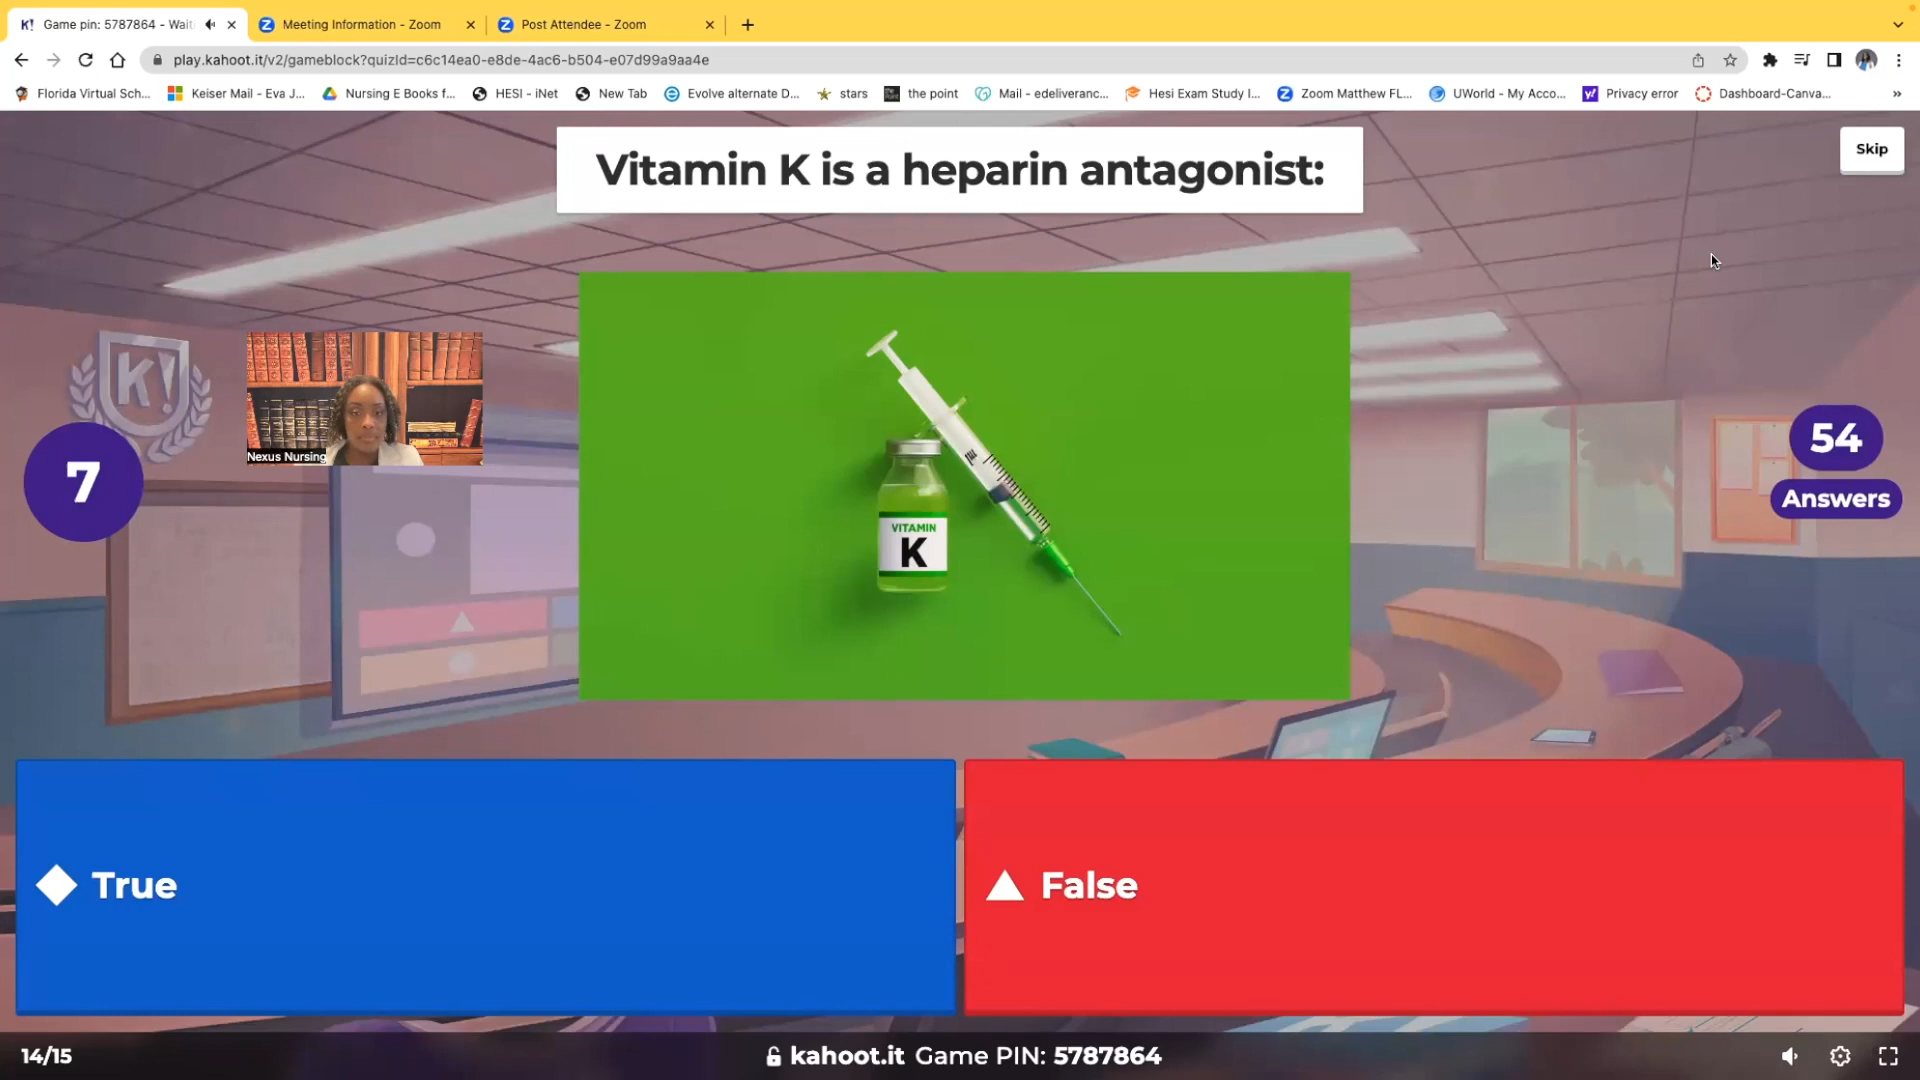 Game pin: 5787864 - Wait
Meeting Information - Zoom
Post Attendee - Zoom
play.kahoot.it/v2/gameblock?quizId=c6c14ea0-e8de-4ac6-b504-e07d99a9aa4e
Florida Virtual Sch...
Keiser Mail - Eva J...
Nursing E Books f...
HESI - iNet
New Tab
Evolve alternate D...
stars
the point
Mail - edeliveranc...
Hesi Exam Study I...
Zoom Matthew FL...
UWorld - My Acco...
Privacy error
Dashboard-Canva...
Vitamin K is a heparin antagonist:
Skip
K!
Nexus Nursing
7
VITAMIN
K
54
Answers
True
False
14/15
kahoot.it Game PIN: 5787864